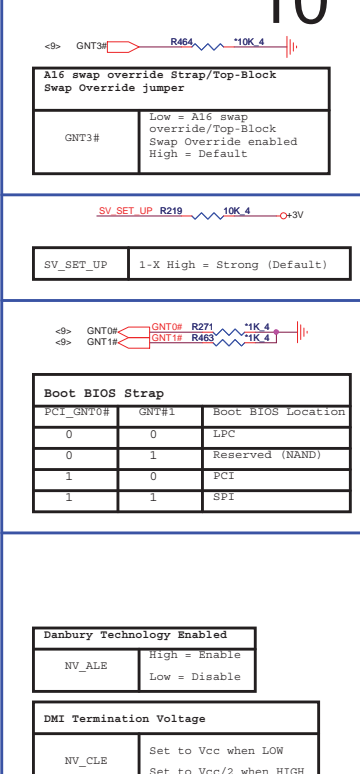 10
<9> GNT3# R464 *10K_4
A16 swap override Strap/Top-Block
Swap Override jumper
GNT3#
Low = A16 swap
override/Top-Block
Swap Override enabled
High = Default
SV_SET_UP R219 10K_4 +3V
SV_SET_UP 1-X High = Strong (Default)
<9> GNT0# GNT0# R271 *1K_4
<9> GNT1# GNT1# R463 *1K_4
Boot BIOS Strap
PCI_GNT0# GNT#1 Boot BIOS Location
0 0 LPC
0 1 Reserved (NAND)
1 0 PCI
1 1 SPI
Danbury Technology Enabled
NV_ALE
High = Enable
Low = Disable
DMI Termination Voltage
NV_CLE
Set to Vcc when LOW
Set to Vcc/2 when HIGH